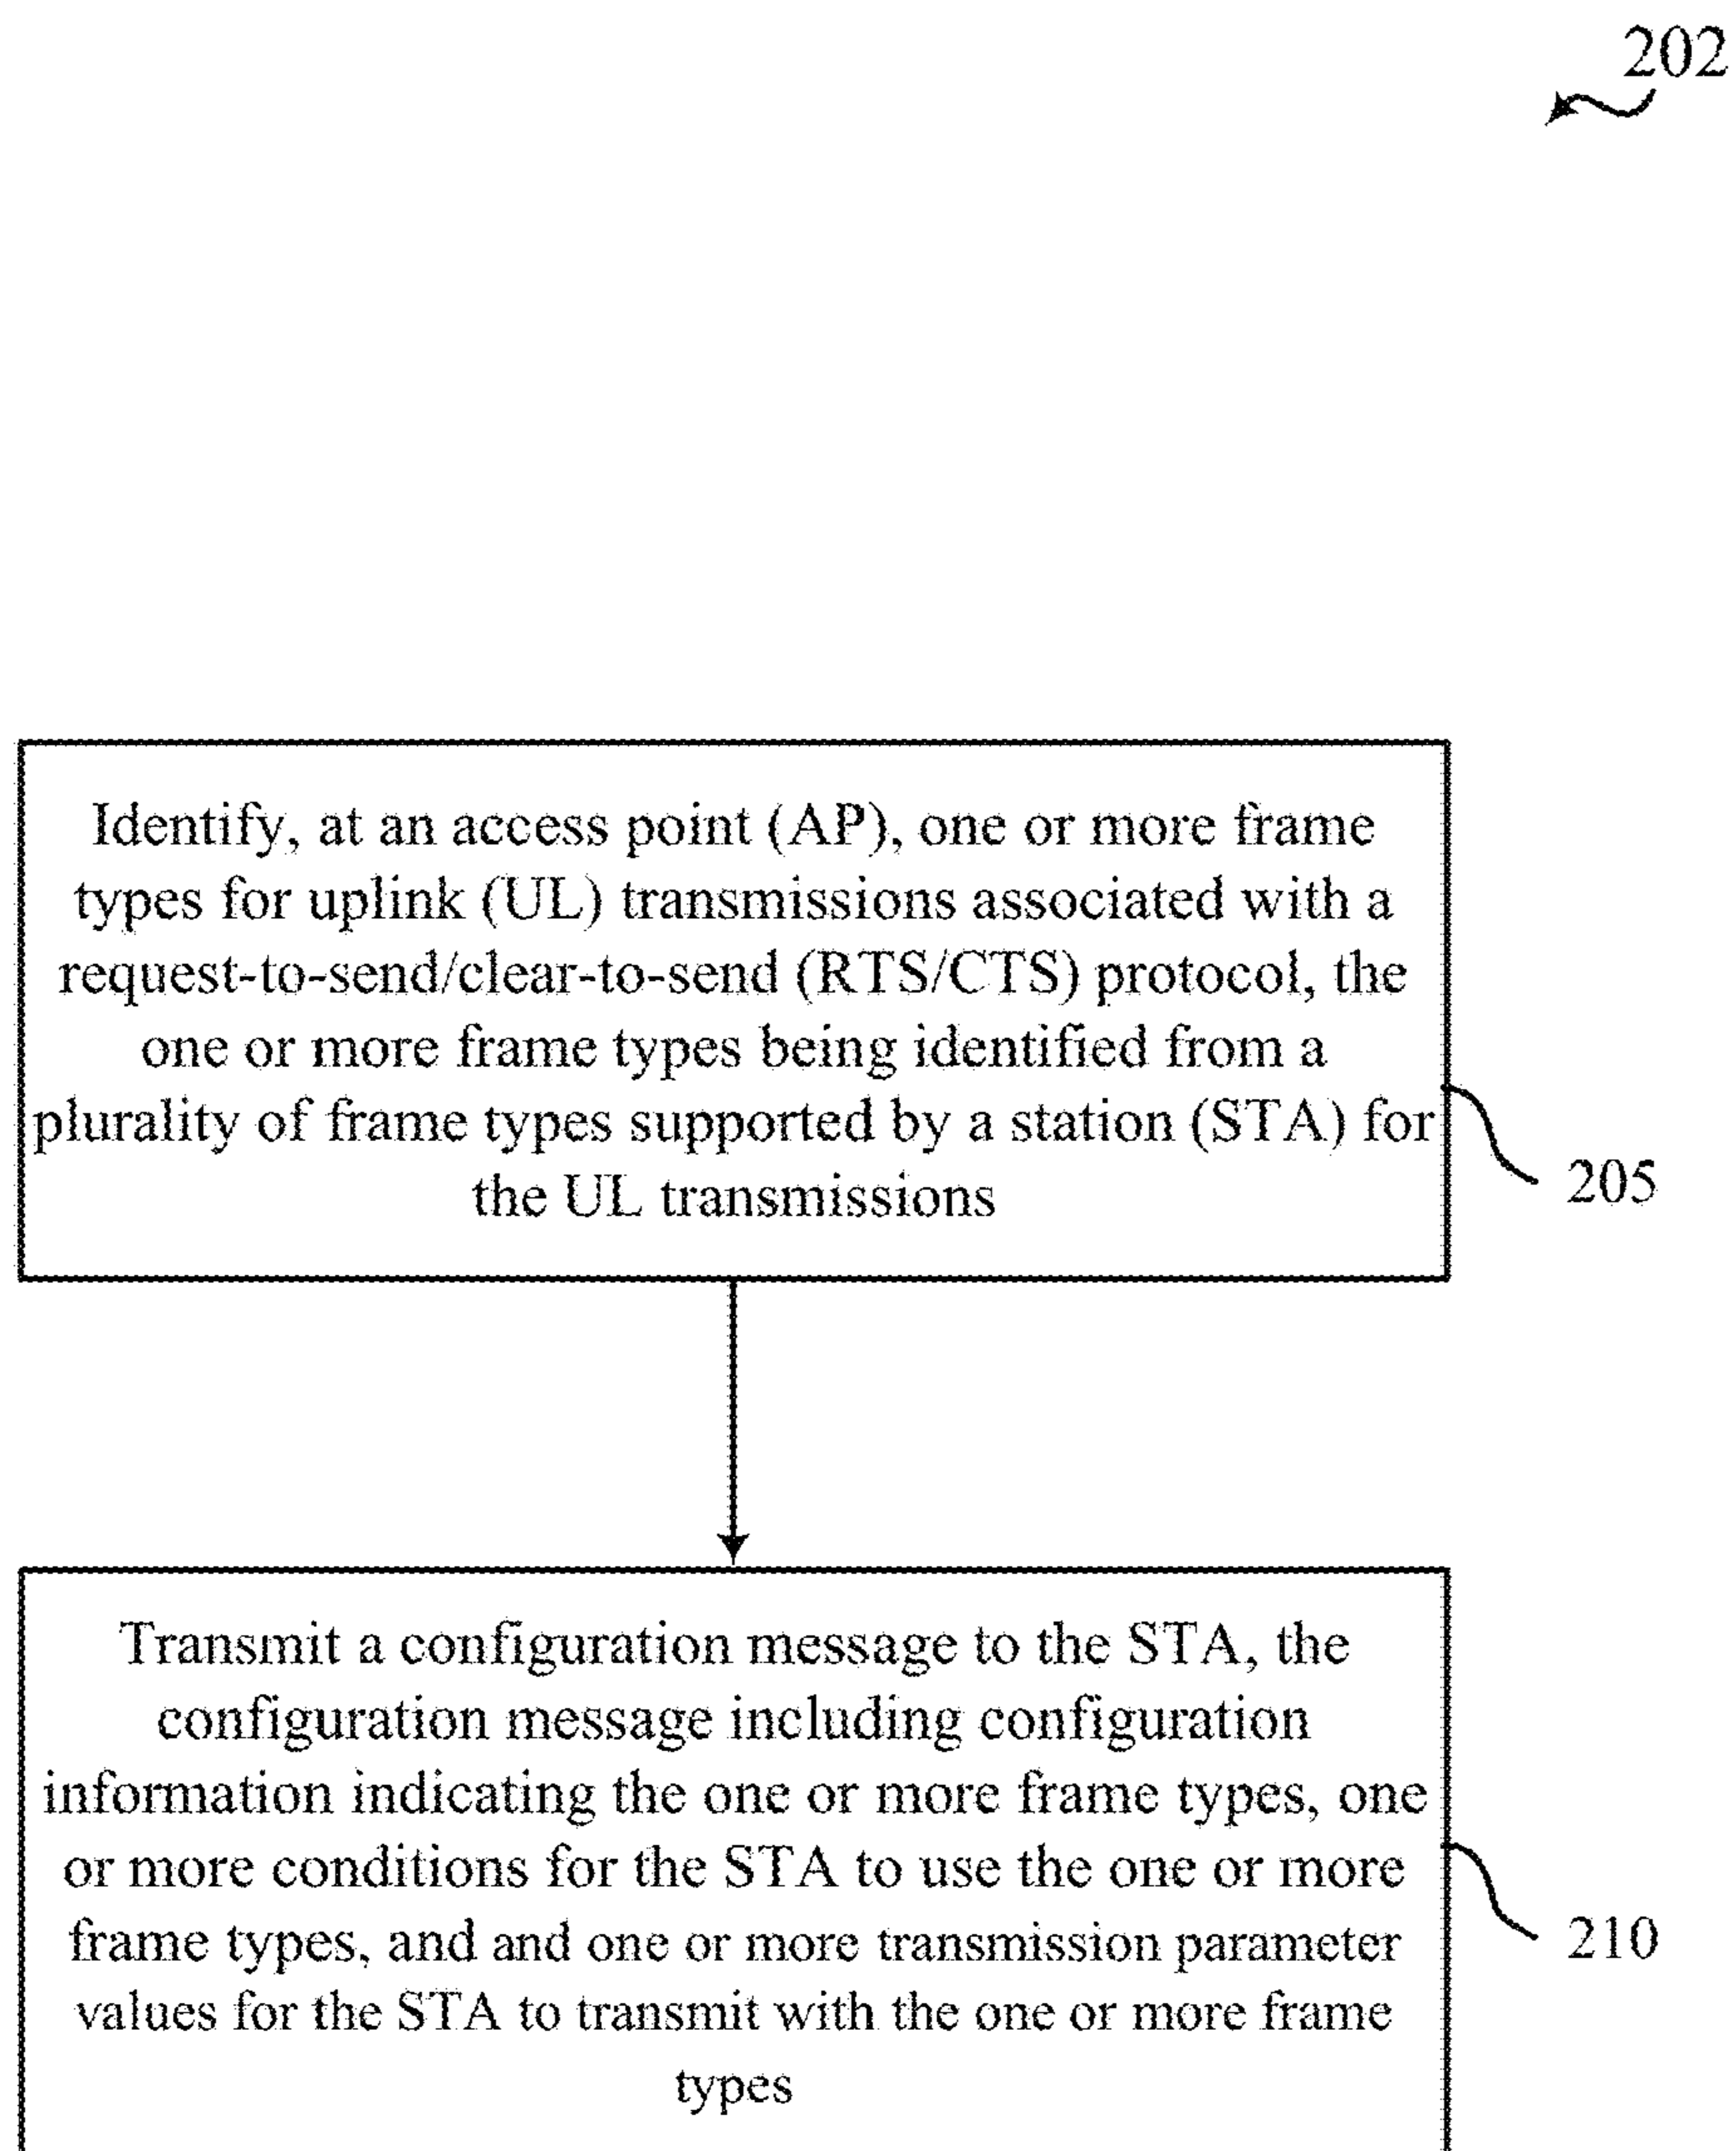 202
Identify, at an access point (AP), one or more frame
types for uplink (UL) transmissions associated with a
request-to-send/clear-to-send (RTS/CTS) protocol, the
one or more frame types being identified from a
plurality of frame types supported by a station (STA) for
the UL transmissions
205
Transmit a configuration message to the STA, the
configuration message including configuration
information indicating the one or more frame types, one
or more conditions for the STA to use the one or more
frame types, and and one or more transmission parameter
values for the STA to transmit with the one or more frame
types
210